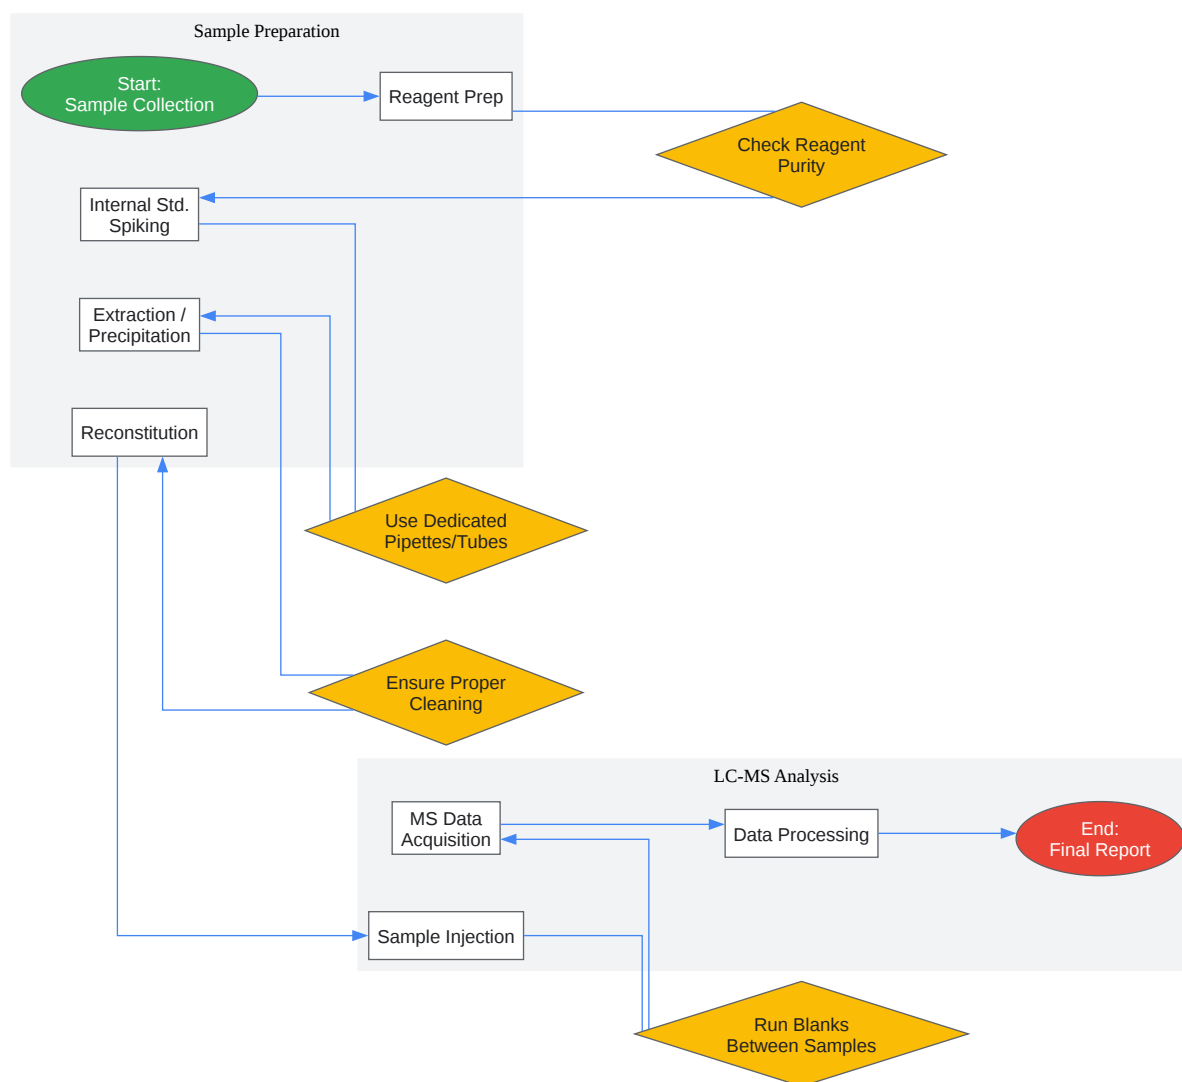 Sample Preparation
Start:
Sample Collection
Reagent Prep
Check Reagent
Purity
Internal Std.
Spiking
Extraction /
Precipitation
Reconstitution
Use Dedicated
Pipettes/Tubes
Ensure Proper
Cleaning
LC-MS Analysis
MS Data
Acquisition
Data Processing
End:
Final Report
Sample Injection
Run Blanks
Between Samples